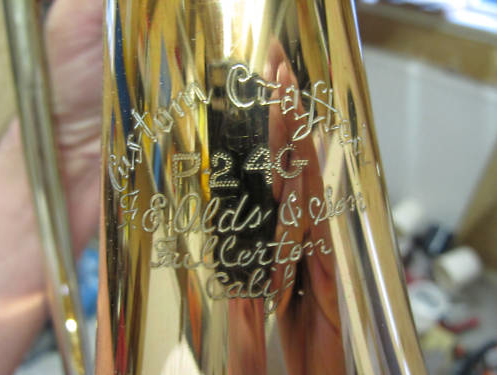 Custom Crafted
P24G
F.E. Olds & Son
Fullerton
Calif.